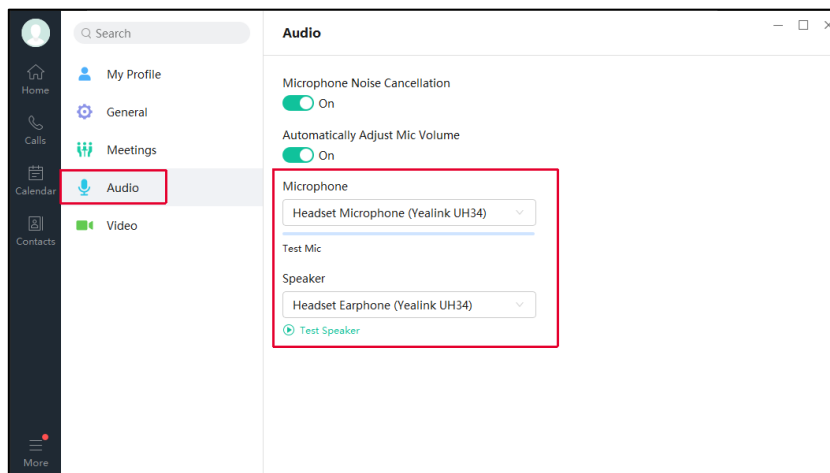 Home
Calls
Calendar
Contacts
More
Search
My Profile
General
Meetings
Audio
Video
Audio
Microphone Noise Cancellation
On
Automatically Adjust Mic Volume
On
Microphone
Headset Microphone (Yealink UH34)
Test Mic
Speaker
Headset Earphone (Yealink UH34)
Test Speaker